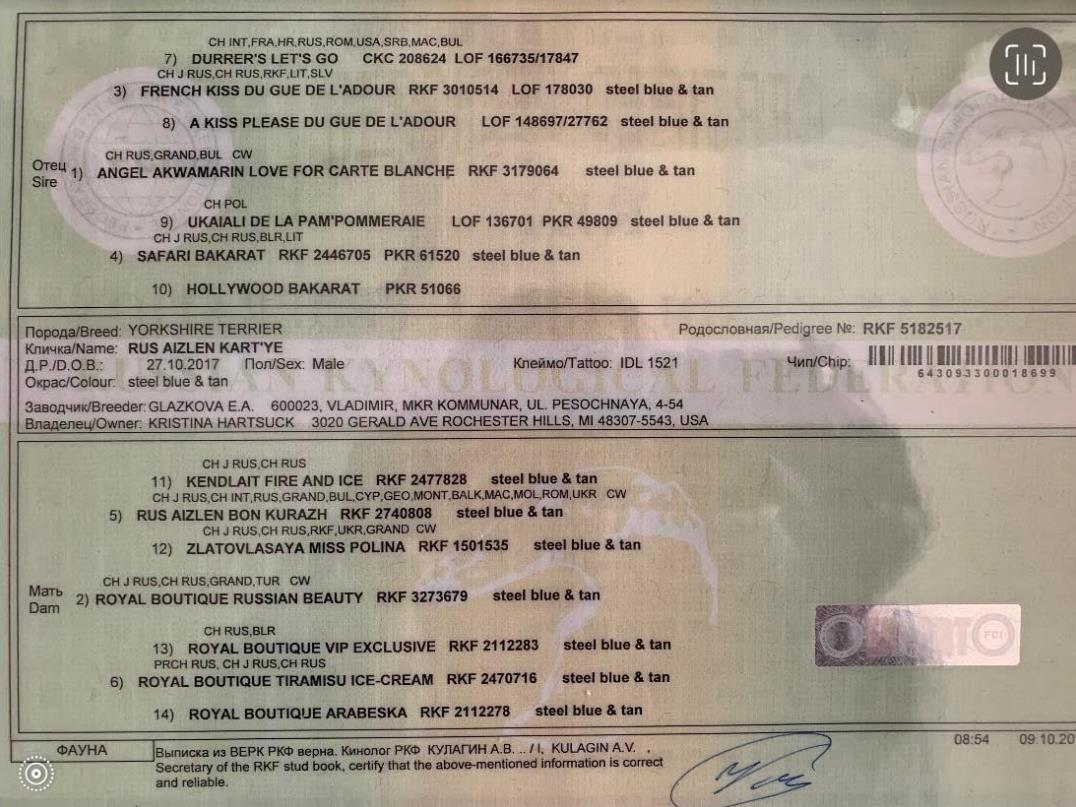 CH INT,FRA,HR,RUS,ROM,USA,SRB,MAC,BUL
7) DURRER'S LET'S GO CKC 208624 LOF 166735/17847
CH J RUS,CH RUS,RKF,LIT,SLV
3) FRENCH KISS DU GUE DE L'ADOUR RKF 3010514 LOF 178030 steel blue & tan
8) A KISS PLEASE DU GUE DE L'ADOUR LOF 148697/27762 steel blue & tan
CH RUS,GRAND,BUL CW
Отец
Sire
1) ANGEL AKWAMARIN LOVE FOR CARTE BLANCHE RKF 3179064 steel blue & tan
CH POL
9) UKAIALI DE LA PAM'POMMERAIE LOF 136701 PKR 49809 steel blue & tan
CH J RUS,CH RUS,BLR,LIT
4) SAFARI BAKARAT RKF 2446705 PKR 61520 steel blue & tan
10) HOLLYWOOD BAKARAT PKR 51066
Порода/Breed: YORKSHIRE TERRIER Родословная/Pedigree №: RKF 5182517
Кличка/Name: RUS AIZLEN KART'YE
Д.Р./D.O.B.: 27.10.2017 Пол/Sex: Male Клеймо/Tattoo: IDL 1521 Чип/Chip:
643093300018699
Окрас/Colour: steel blue & tan
KYNOLOGICAL FEDERATION
Заводчик/Breeder: GLAZKOVA E.A. 600023, VLADIMIR, MKR KOMMUNAR, UL. PESOCHNAYA, 4-54
Владелец/Owner: KRISTINA HARTSUCK 3020 GERALD AVE ROCHESTER HILLS, MI 48307-5543, USA
CH J RUS,CH RUS
11) KENDLAIT FIRE AND ICE RKF 2477828 steel blue & tan
CH J RUS,CH INT,RUS,GRAND,BUL,CYP,GEO,MONT,BALK,MAC,MOL,ROM,UKR CW
5) RUS AIZLEN BON KURAZH RKF 2740808 steel blue & tan
CH J RUS,CH RUS,RKF,UKR,GRAND CW
12) ZLATOVLASAYA MISS POLINA RKF 1501535 steel blue & tan
CH J RUS,CH RUS,GRAND,TUR CW
Мать
Dam
2) ROYAL BOUTIQUE RUSSIAN BEAUTY RKF 3273679 steel blue & tan
CH RUS,BLR
13) ROYAL BOUTIQUE VIP EXCLUSIVE RKF 2112283 steel blue & tan
PRCH RUS, CH J RUS,CH RUS
6) ROYAL BOUTIQUE TIRAMISU ICE-CREAM RKF 2470716 steel blue & tan
14) ROYAL BOUTIQUE ARABESKA RKF 2112278 steel blue & tan
FCI
ФАУНА
08:54 09.10.20
Выписка из ВЕРК РКФ верна. Кинолог РКФ КУЛАГИН А.В. .. / I, KULAGIN A.V. ,
Secretary of the RKF stud book, certify that the above-mentioned information is correct
and reliable.